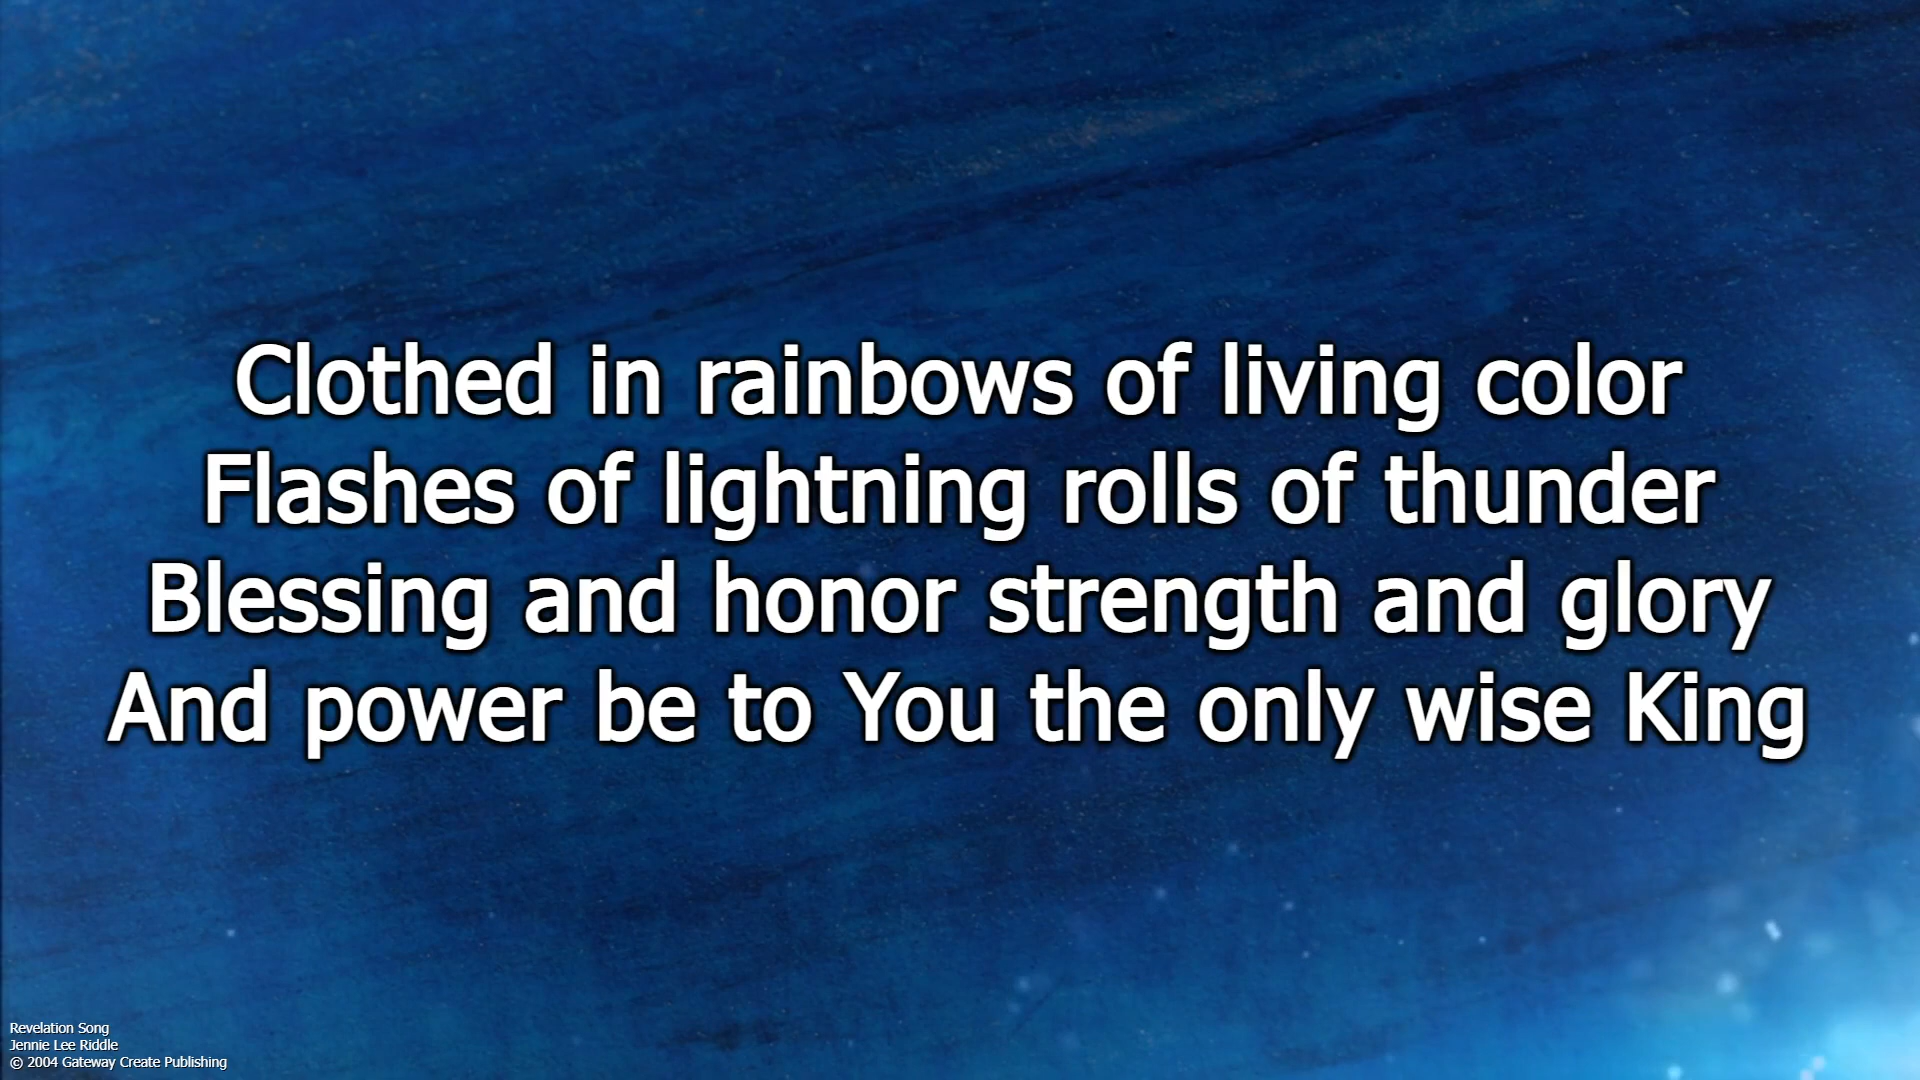 Clothed in rainbows of living color
Flashes of lightning rolls of thunder
Blessing and honor strength and glory
And power be to You the only wise King
Revelation Song
Jennie Lee Riddle
© 2004 Gateway Create Publishing